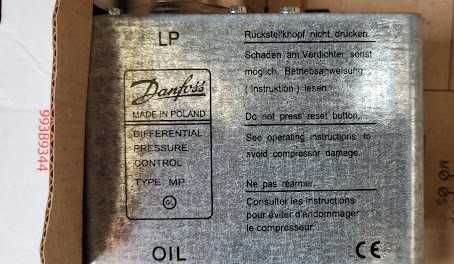 LP
Danfoss
MADE IN POLAND
DIFFERENTIAL
PRESSURE
CONTROL
TYPE MP
OIL
Rückstellknopf nicht drücken.
Schaden am Verdichter sonst
möglich. Betriebsanweisung
( Instruktion ) lesen.
Do not press reset button.
See operating instructions to
avoid compressor damage.
Ne pas réarmer.
Consulter les instructions
pour éviter d'endommager
le compresseur.
CE
993B9344